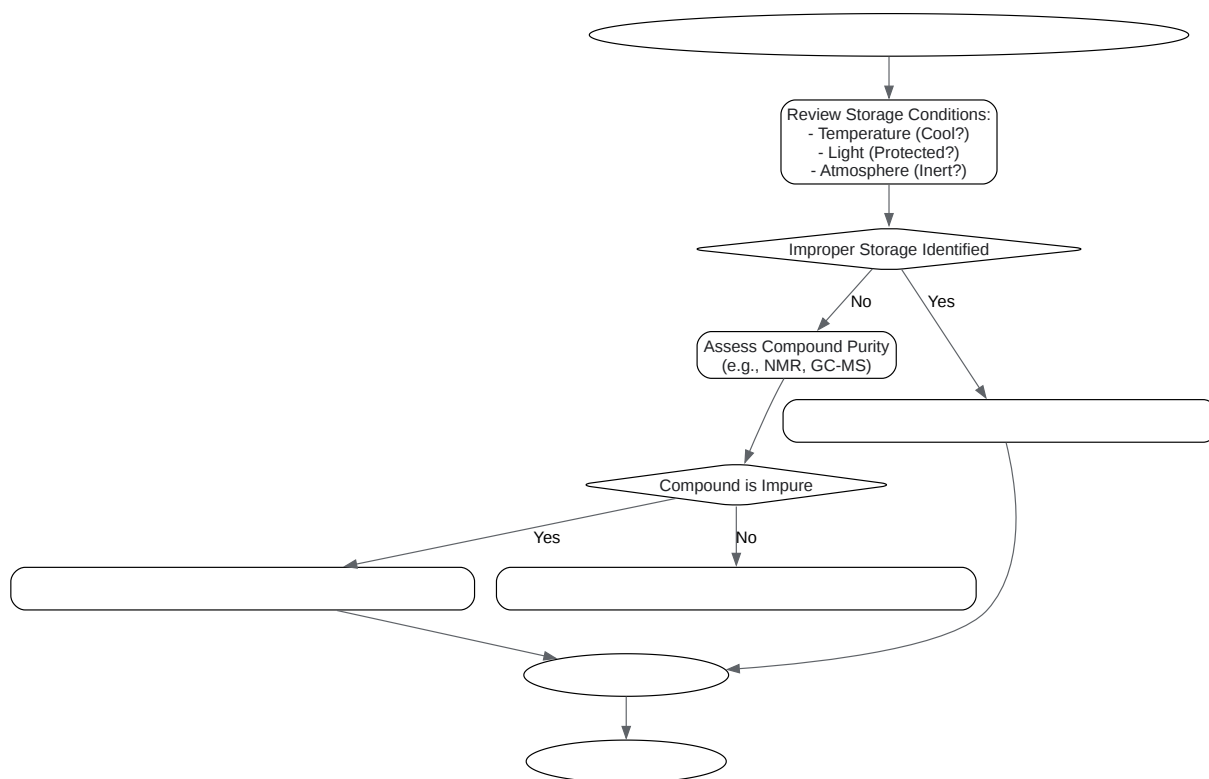 Review Storage Conditions:
- Temperature (Cool?)
- Light (Protected?)
- Atmosphere (Inert?)
Improper Storage Identified
No
Yes
Assess Compound Purity
(e.g., NMR, GC-MS)
Compound is Impure
Yes
No